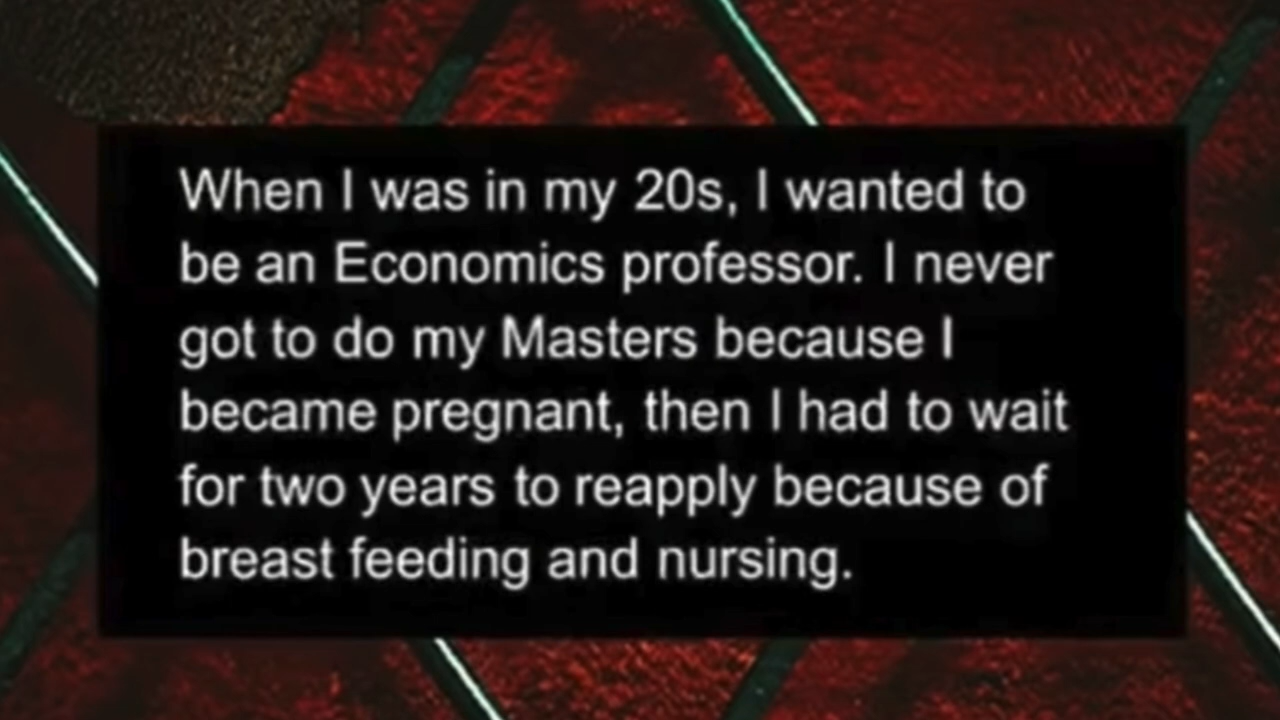 When I was in my 20s, I wanted to
be an Economics professor. I never
got to do my Masters because I
became pregnant, then I had to wait
for two years to reapply because of
breast feeding and nursing.